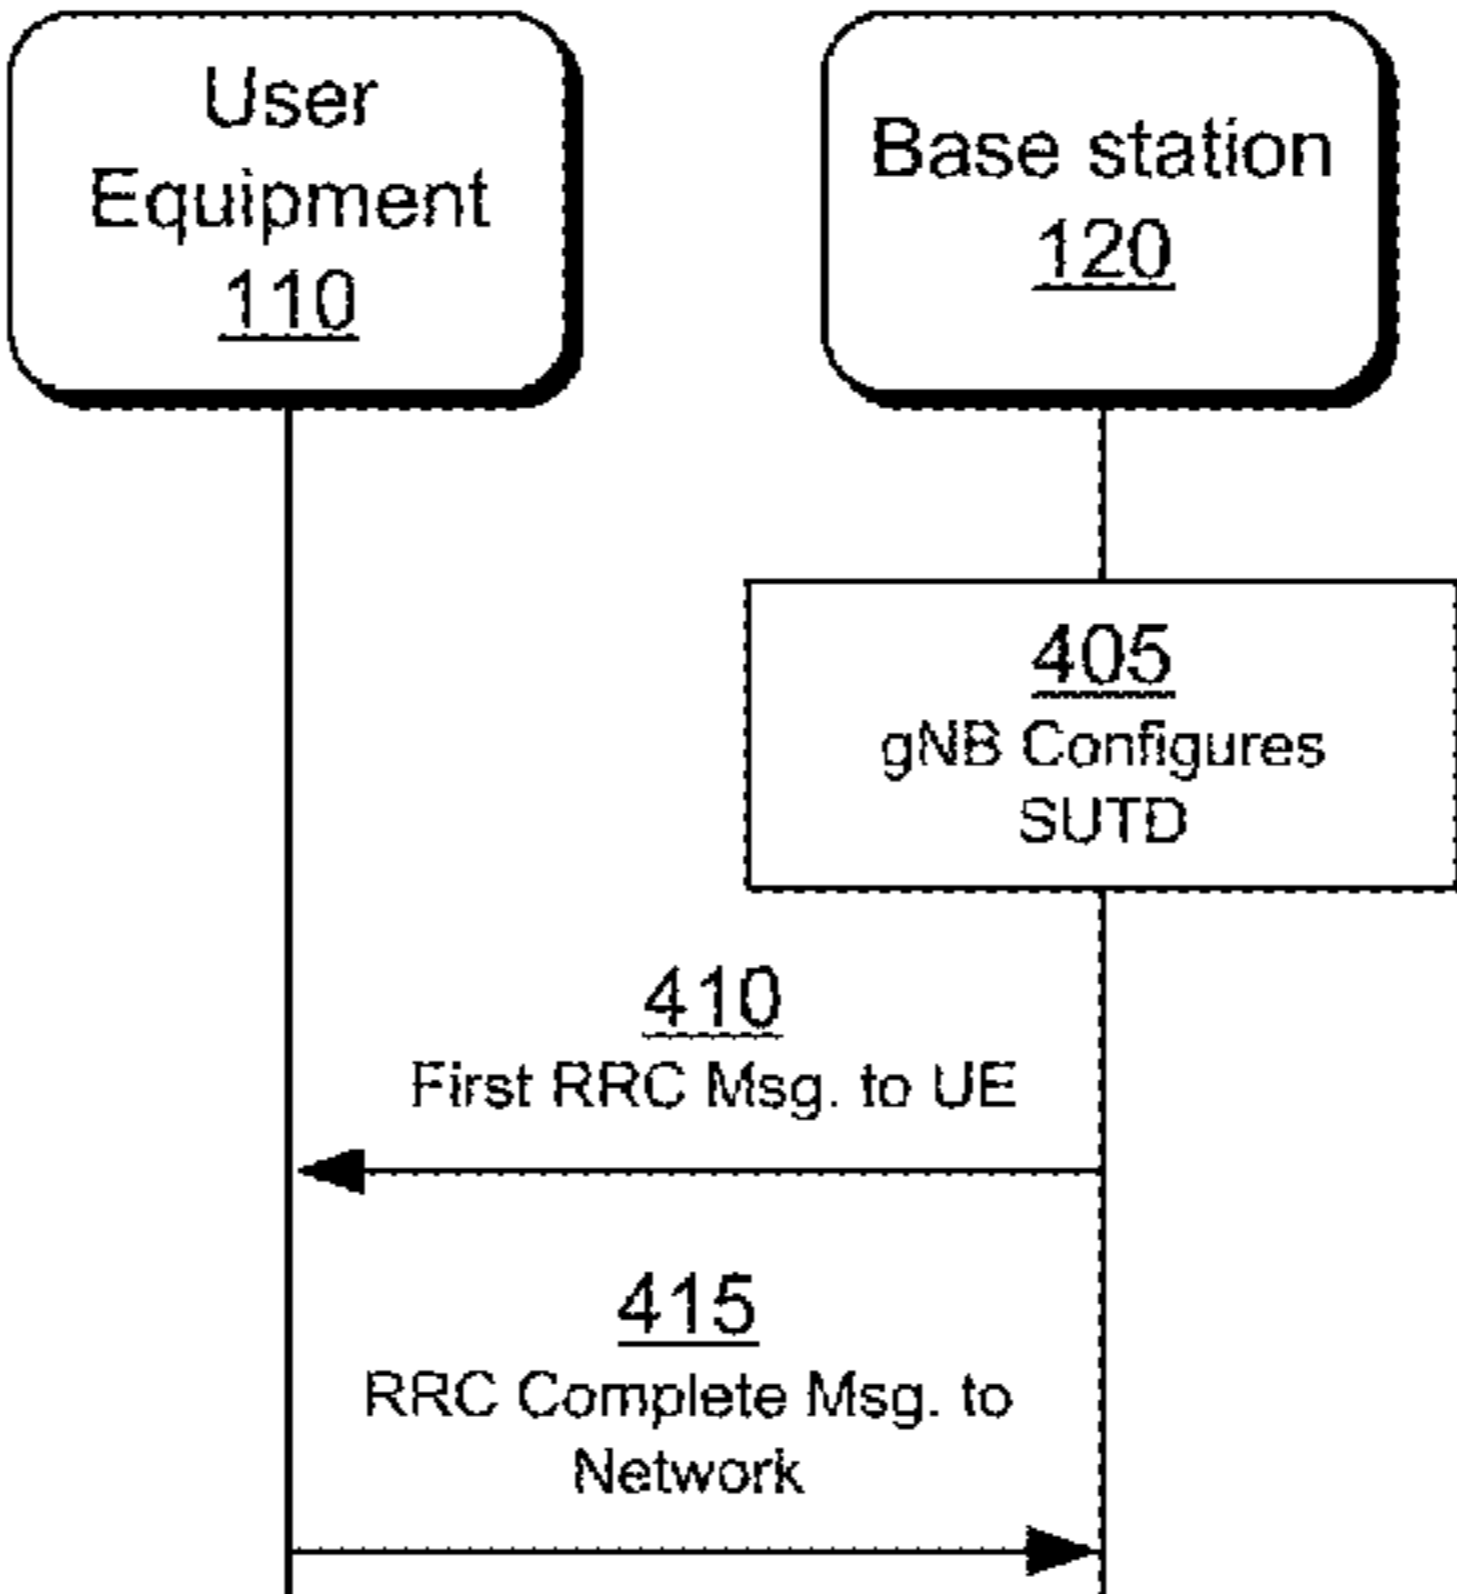 User
Equipment
110
Base station
120
405
gNB Configures
SUTD
410
First RRC Msg. to UE
415
RRC Complete Msg. to
Network